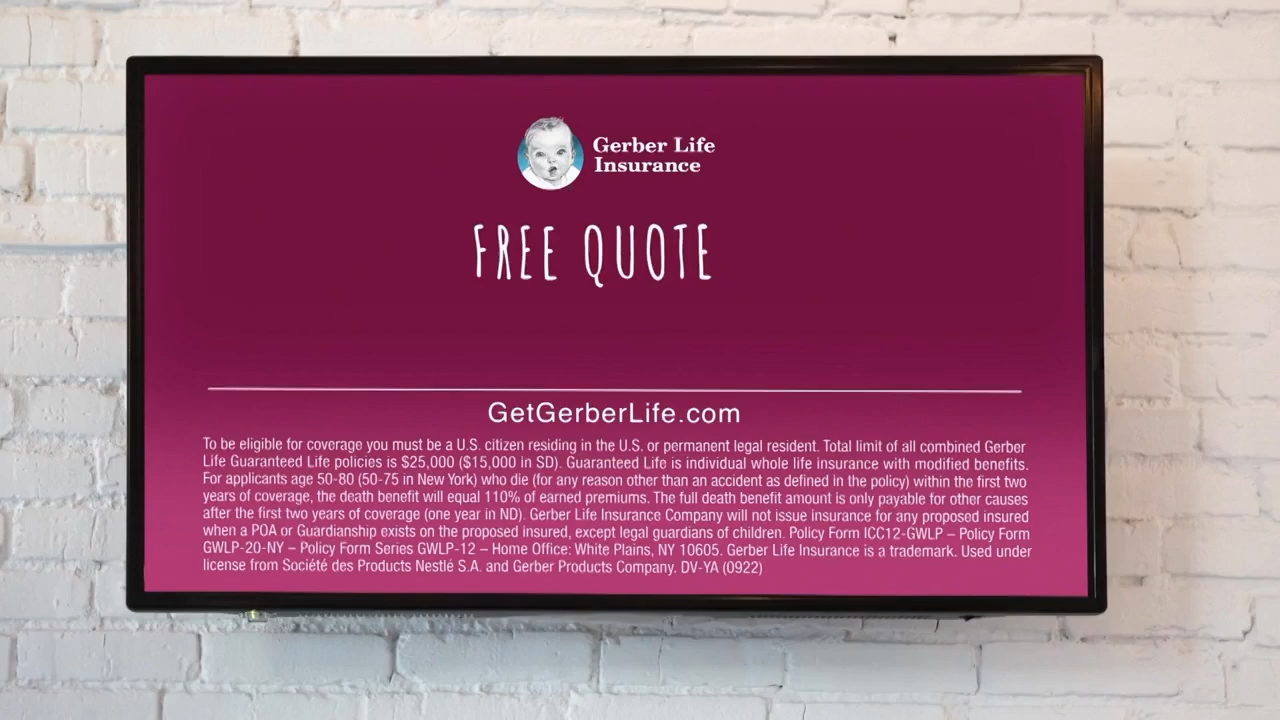 Gerber Life
Insurance
FREE QUOTE
GetGerberLife.com
To be eligible for coverage you must be a U.S. citizen residing in the U.S. or permanent legal resident. Total limit of all combined Gerber
Life Guaranteed Life policies is $25,000 ($15,000 in SD). Guaranteed Life is individual whole life insurance with modified benefits.
For applicants age 50-80 (50-75 in New York) who die (for any reason other than an accident as defined in the policy) within the first two
years of coverage, the death benefit will equal 110% of earned premiums. The full death benefit amount is only payable for other causes
after the first two years of coverage (one year in ND). Gerber Life Insurance Company will not issue insurance for any proposed insured
when a POA or Guardianship exists on the proposed insured, except legal guardians of children. Policy Form ICC12-GWLP – Policy Form
GWLP-20-NY – Policy Form Series GWLP-12 – Home Office: White Plains, NY 10605. Gerber Life Insurance is a trademark. Used under
license from Société des Produits Nestlé S.A. and Gerber Products Company. DV-YA (0922)